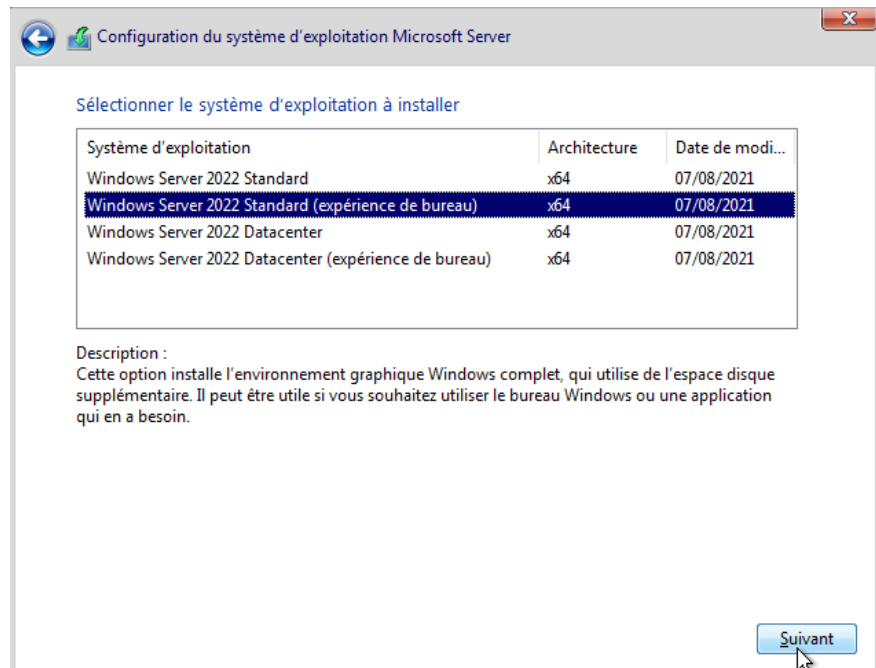 Configuration du système d'exploitation Microsoft Server
Sélectionner le système d'exploitation à installer
Système d'exploitation Architecture Date de modi...
Windows Server 2022 Standard x64 07/08/2021
Windows Server 2022 Standard (expérience de bureau) x64 07/08/2021
Windows Server 2022 Datacenter x64 07/08/2021
Windows Server 2022 Datacenter (expérience de bureau) x64 07/08/2021
Description :
Cette option installe l'environnement graphique Windows complet, qui utilise de l'espace disque
supplémentaire. Il peut être utile si vous souhaitez utiliser le bureau Windows ou une application
qui en a besoin.
Suivant